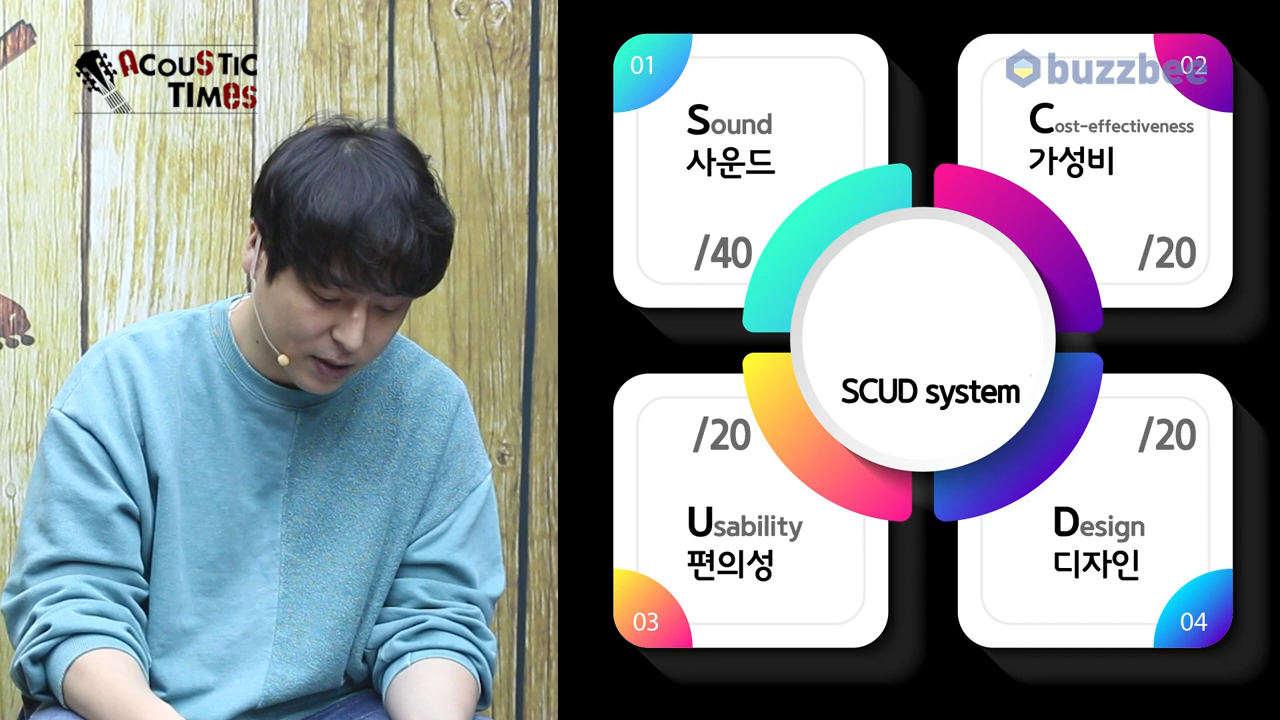 ACOUSTIC
TIMES
buzzbee
01
Sound
사운드
/40
02
Cost-effectiveness
가성비
/20
SCUD system
/20
Usability
편의성
03
/20
Design
디자인
04